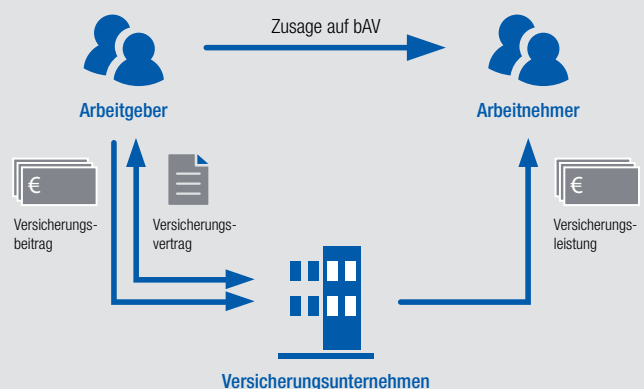 Zusage auf bAV
Arbeitgeber
Arbeitnehmer
€
Versicherungs-
beitrag
Versicherungs-
vertrag
€
Versicherungs-
leistung
Versicherungsunternehmen